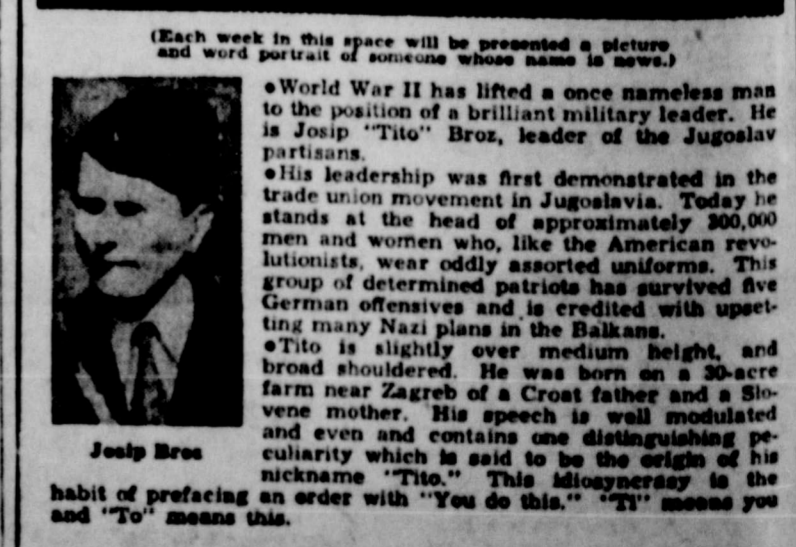 (Each week in this space will be presented a picture
and word portrait of someone whose name is news.)
•World War II has lifted a once nameless man
to the position of a brilliant military leader. He
is Josip "Tito" Broz, leader of the Jugoslav
partisans.
•His leadership was first demonstrated in the
trade union movement in Jugoslavia. Today he
stands at the head of approximately 300,000
men and women who, like the American revo-
lutionists, wear oddly assorted uniforms. This
group of determined patriots has survived five
German offensives and is credited with upset-
ting many Nazi plans in the Balkans.
•Tito is slightly over medium height, and
broad shouldered. He was born on a 30-acre
farm near Zagreb of a Croat father and a Slo-
vene mother. His speech is well modulated
and even and contains one distinguishing pe-
culiarity which is said to be the origin of his
nickname "Tito." This idiosyncrasy is the
habit of prefacing an order with "You do this." "Ti" means you
and "To" means this.
Josip Broz